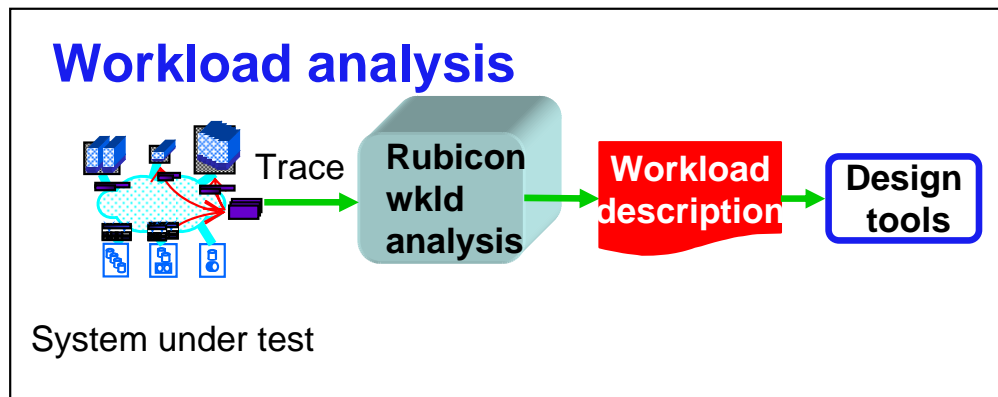 Workload analysis
Trace
Rubicon
wkld
analysis
Workload
description
Design
tools
System under test